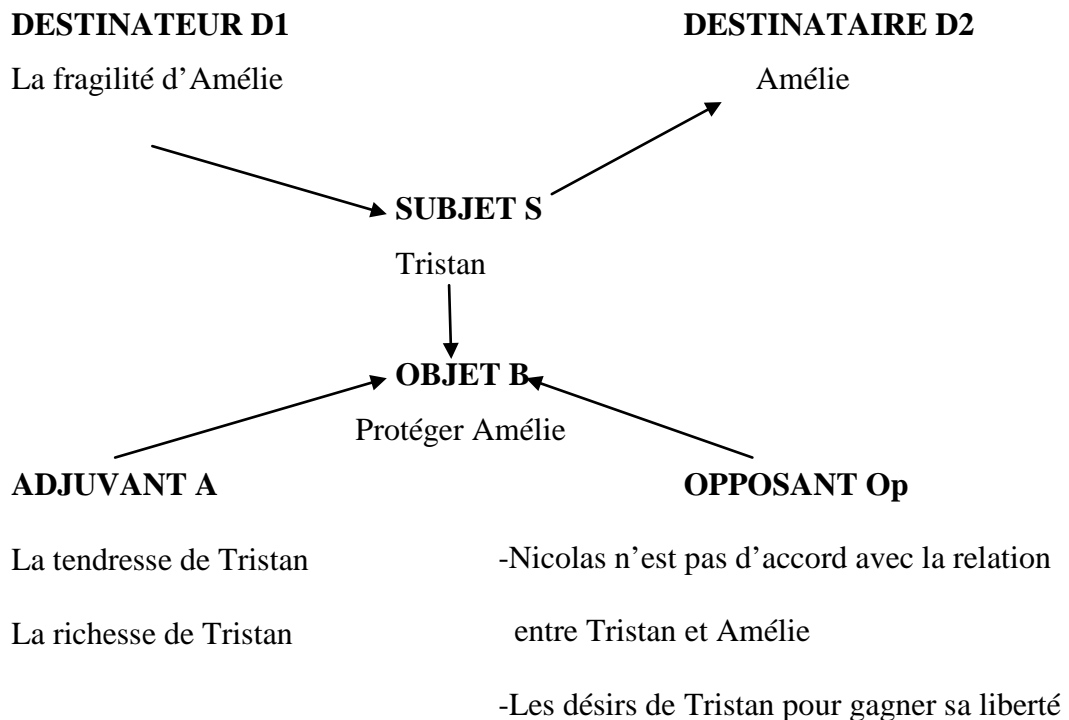 DESTINATEUR D1
DESTINATAIRE D2
La fragilité d’Amélie
Amélie
SUBJET S
Tristan
OBJET B
Protéger Amélie
ADJUVANT A
OPPOSANT Op
La tendresse de Tristan
-Nicolas n’est pas d’accord avec la relation
La richesse de Tristan
entre Tristan et Amélie
-Les désirs de Tristan pour gagner sa liberté